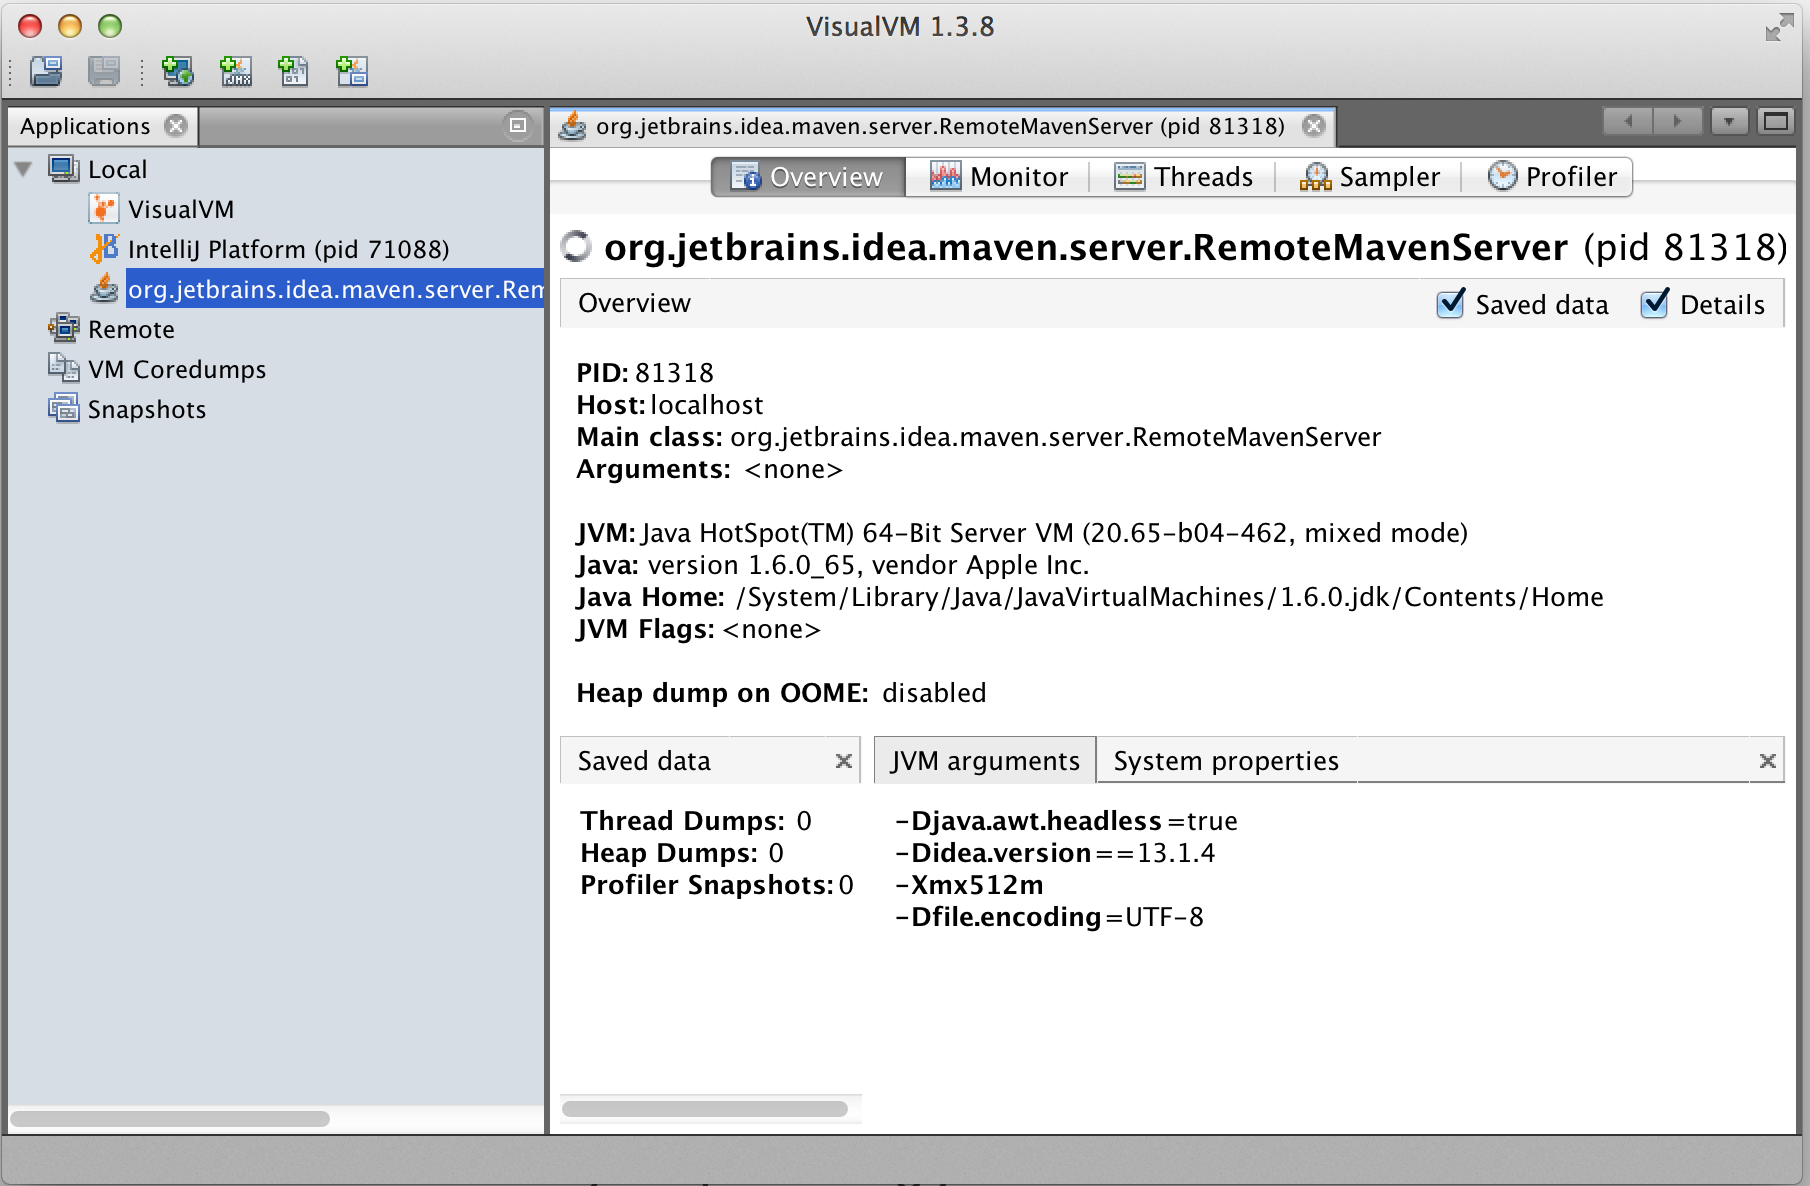 VisualVM 1.3.8
JMX
Applications
Local
VisualVM
IntelliJ Platform (pid 71088)
org.jetbrains.idea.maven.server.Rem
Remote
VM Coredumps
Snapshots
org.jetbrains.idea.maven.server.RemoteMavenServer (pid 81318)
Overview Monitor Threads Sampler Profiler
org.jetbrains.idea.maven.server.RemoteMavenServer (pid 81318)
Overview Saved data Details
PID: 81318
Host: localhost
Main class: org.jetbrains.idea.maven.server.RemoteMavenServer
Arguments: <none>
JVM: Java HotSpot(TM) 64-Bit Server VM (20.65-b04-462, mixed mode)
Java: version 1.6.0_65, vendor Apple Inc.
Java Home: /System/Library/Java/JavaVirtualMachines/1.6.0.jdk/Contents/Home
JVM Flags: <none>
Heap dump on OOME: disabled
Saved data
Thread Dumps: 0
Heap Dumps: 0
Profiler Snapshots: 0
JVM arguments System properties
-Djava.awt.headless=true
-Didea.version==13.1.4
-Xmx512m
-Dfile.encoding=UTF-8